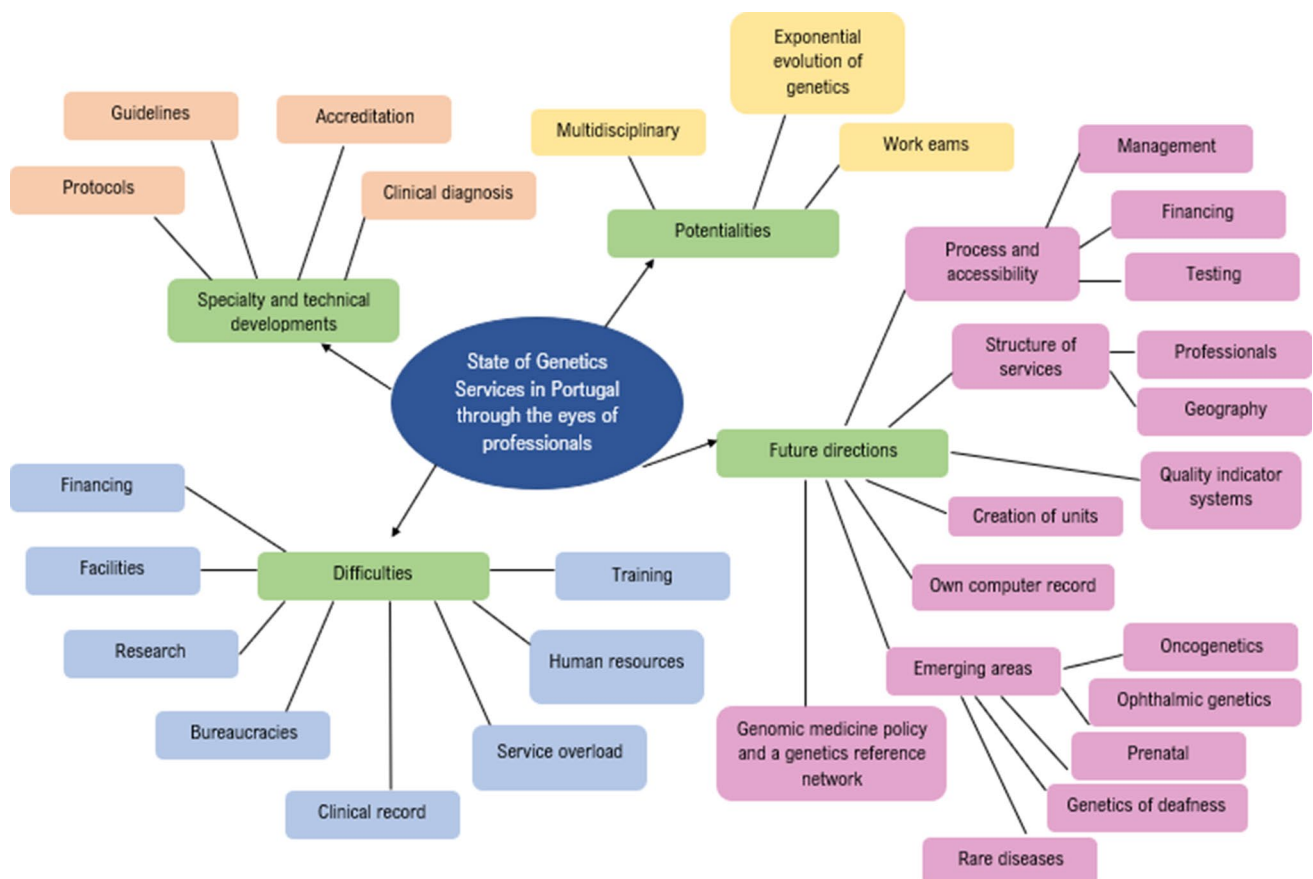 Exponential
evolution of
genetics
Guidelines
Accreditation
Multidisciplinary
Work eams
Management
Protocols
Clinical diagnosis
Potentialities
Process and
accessibility
Financing
Testing
Specialty and technical
developments
State of Genetics
Services in Portugal
through the eyes of
professionals
Structure of
services
Professionals
Geography
Future directions
Quality indicator
systems
Financing
Creation of units
Facilities
Difficulties
Training
Own computer record
Research
Human resources
Emerging areas
Oncogenetics
Ophthalmic genetics
Bureaucracies
Service overload
Genomic medicine policy
and a genetics reference
network
Prenatal
Clinical record
Genetics of deafness
Rare diseases